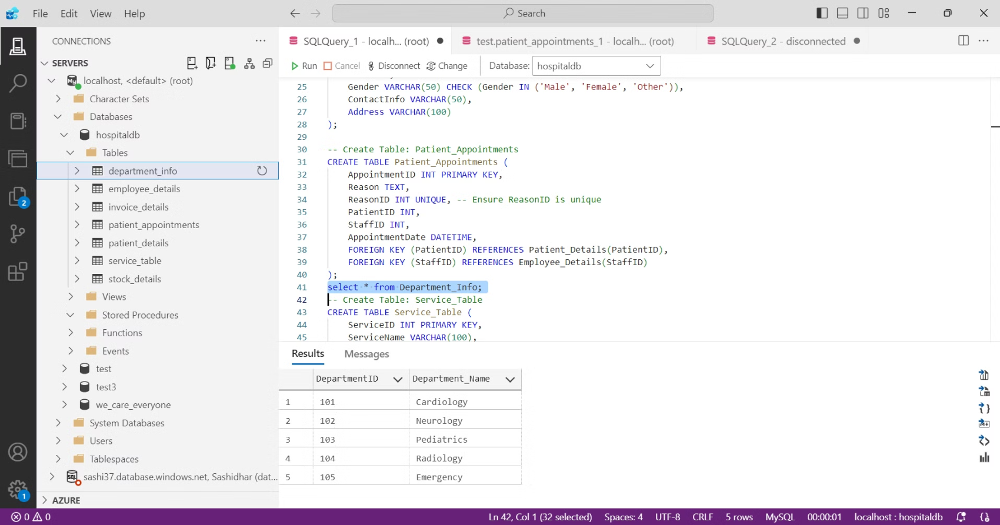 File Edit View Help
Search
CONNECTIONS
SERVERS
localhost, <default> (root)
Character Sets
Databases
hospitaldb
Tables
department_info
employee_details
invoice_details
patient_appointments
patient_details
service_table
stock_details
Views
Stored Procedures
Functions
Events
test
test3
we_care_everyone
System Databases
Users
Tablespaces
sashi37.database.windows.net, Sashidhar (dat...
AZURE
2
1
SQLQuery_1 - localh... (root)
test.patient_appointments_1 - localh... (root)
SQLQuery_2 - disconnected
Run Cancel Disconnect Change Database: hospitaldb
25 Gender VARCHAR(50) CHECK (Gender IN ('Male', 'Female', 'Other')),
26 ContactInfo VARCHAR(50),
27 Address VARCHAR(100)
28 );
29
30 -- Create Table: Patient_Appointments
31 CREATE TABLE Patient_Appointments (
32 AppointmentID INT PRIMARY KEY,
33 Reason TEXT,
34 ReasonID INT UNIQUE, -- Ensure ReasonID is unique
35 PatientID INT,
36 StaffID INT,
37 AppointmentDate DATETIME,
38 FOREIGN KEY (PatientID) REFERENCES Patient_Details(PatientID),
39 FOREIGN KEY (StaffID) REFERENCES Employee_Details(StaffID)
40 );
41 select * from Department_Info;
42 -- Create Table: Service_Table
43 CREATE TABLE Service_Table (
44 ServiceID INT PRIMARY KEY,
45 ServiceName VARCHAR(100),
Results Messages
DepartmentID Department_Name
1 101 Cardiology
2 102 Neurology
3 103 Pediatrics
4 104 Radiology
5 105 Emergency
0 0 Ln 42, Col 1 (32 selected) Spaces: 4 UTF-8 CRLF 5 rows MySQL 00:00:01 localhost : hospitaldb